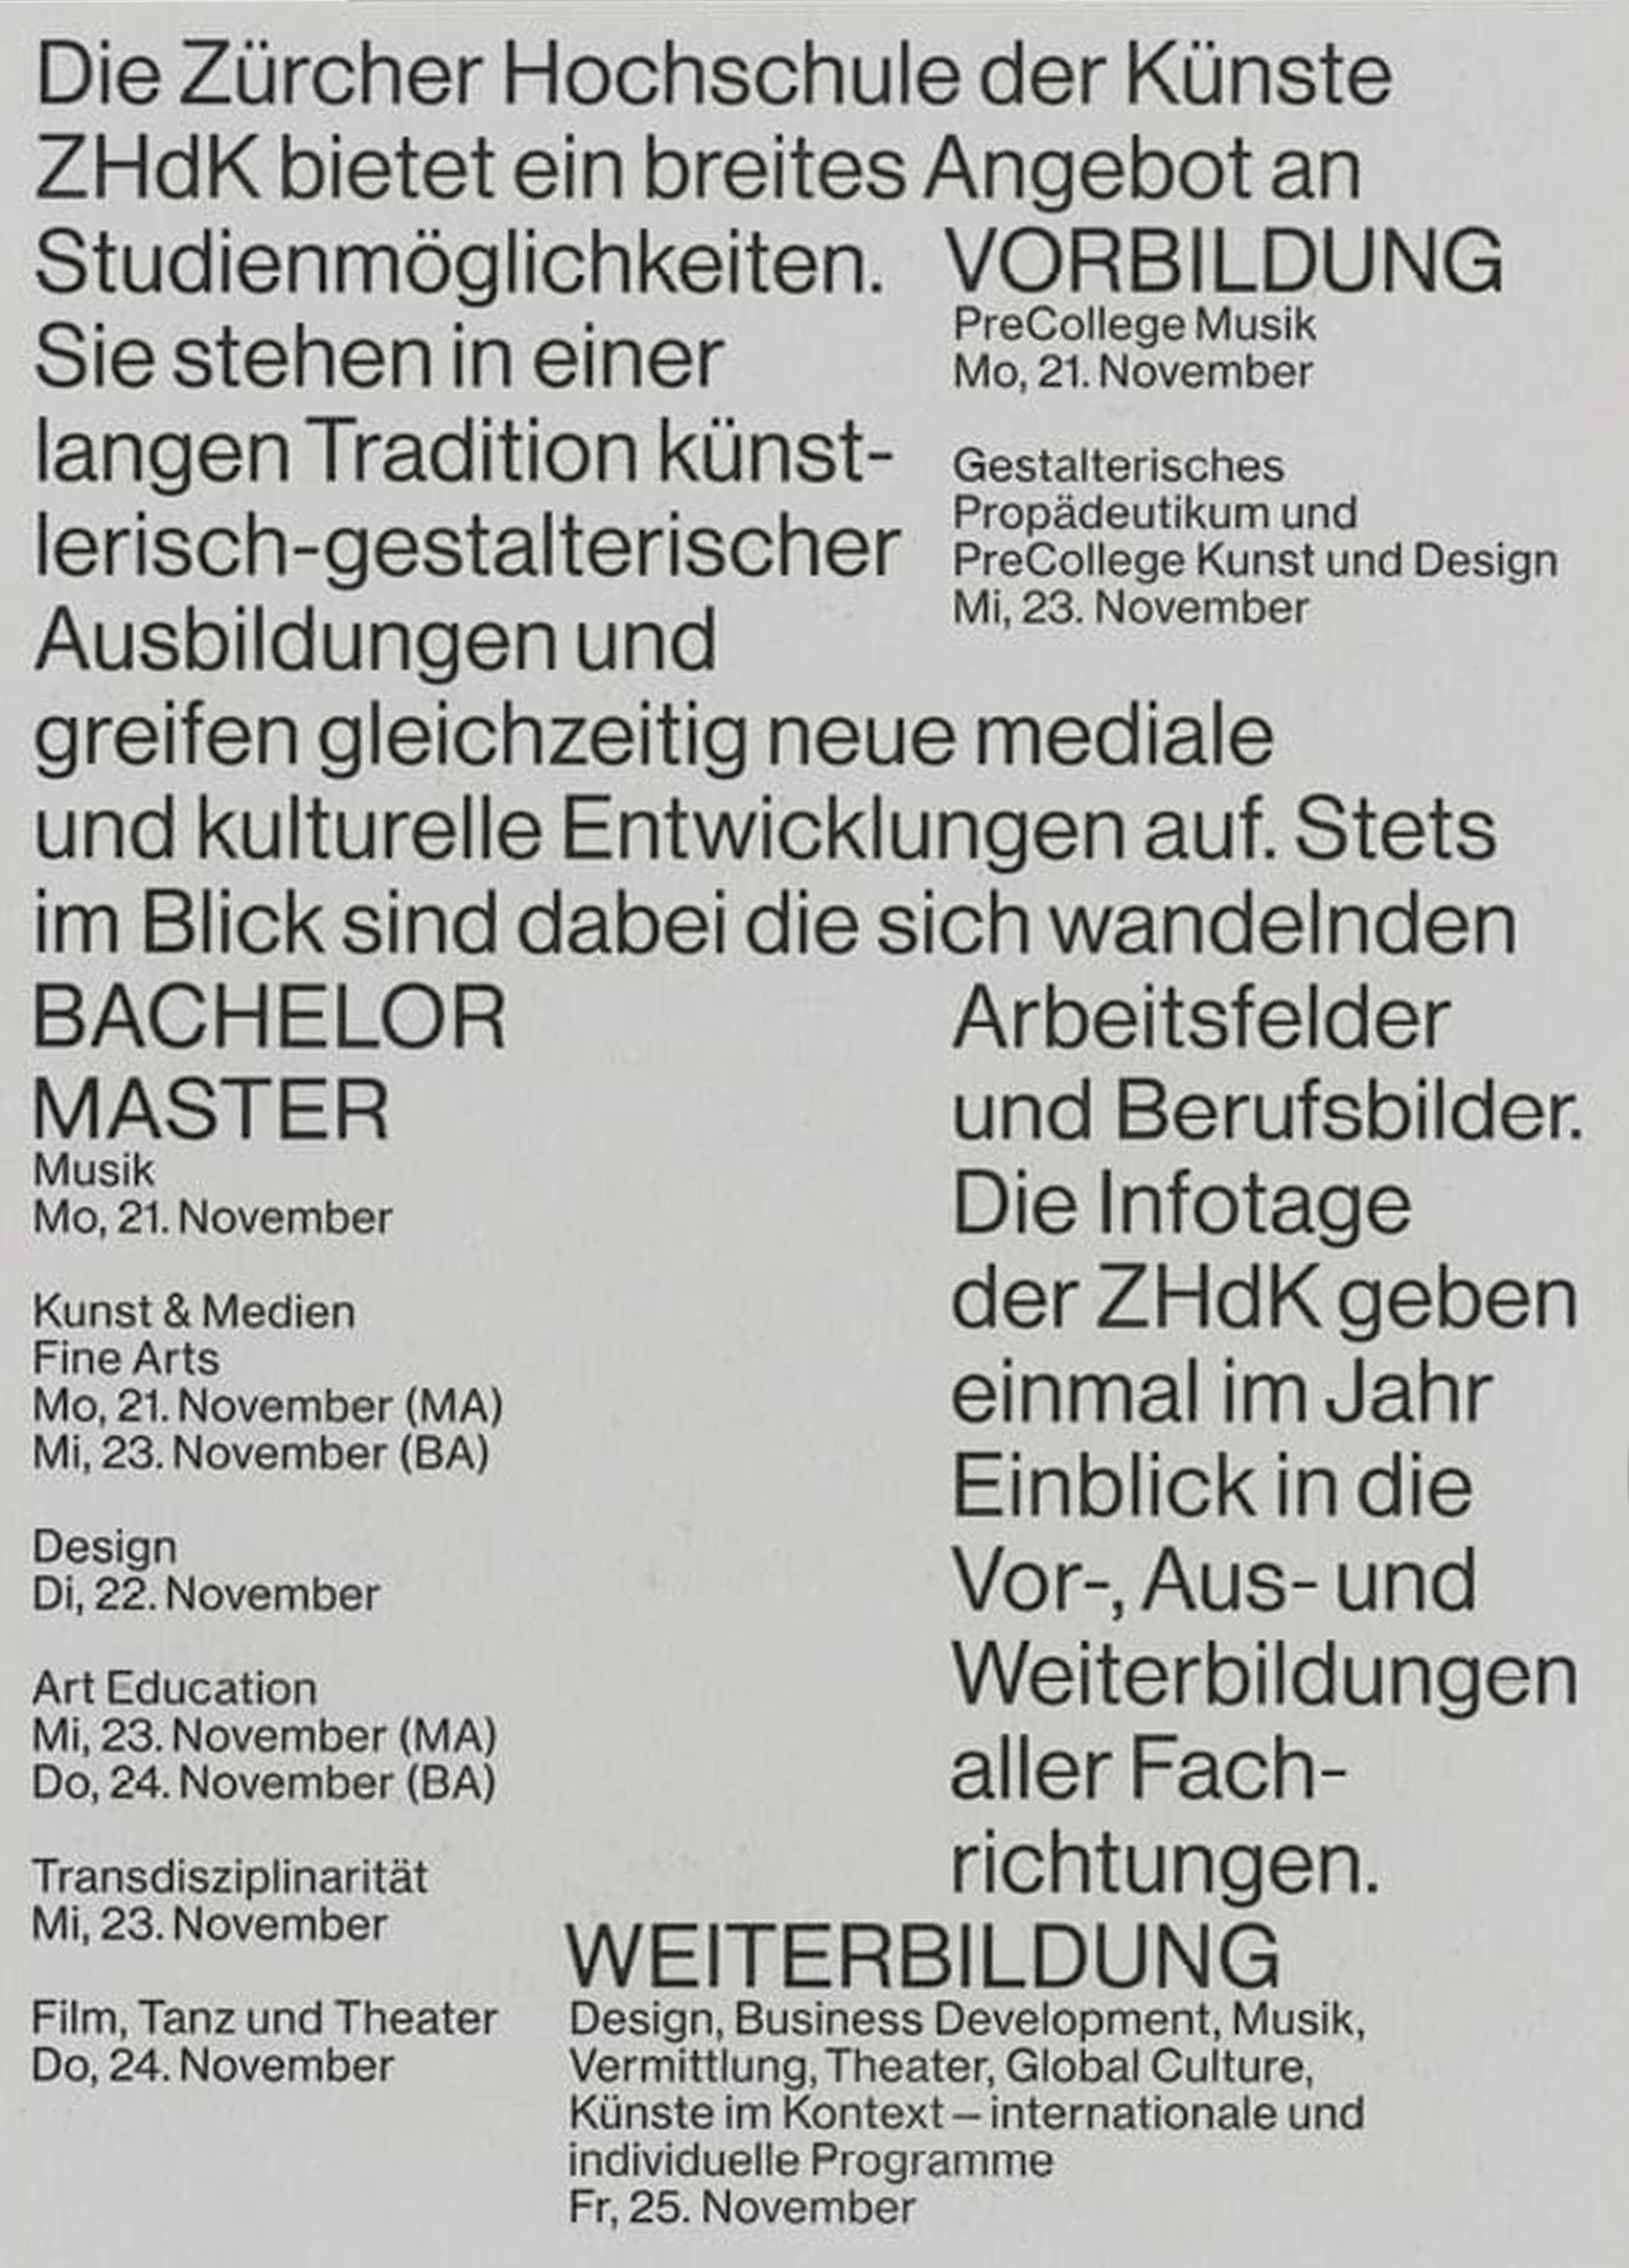 Die Zürcher Hochschule der Künste
ZHdK bietet ein breites Angebot an
Studienmöglichkeiten.
Sie stehen in einer
langen Tradition künst-
lerisch-gestalterischer
Ausbildungen und
greifen gleichzeitig neue mediale
und kulturelle Entwicklungen auf. Stets
im Blick sind dabei die sich wandelnden
Arbeitsfelder
und Berufsbilder.
Die Infotage
der ZHdK geben
einmal im Jahr
Einblick in die
Vor-, Aus- und
Weiterbildungen
aller Fach-
richtungen.
VORBILDUNG
PreCollege Musik
Mo, 21. November
Gestalterisches
Propädeutikum und
PreCollege Kunst und Design
Mi, 23. November
BACHELOR
MASTER
Musik
Mo, 21. November
Kunst & Medien
Fine Arts
Mo, 21. November (MA)
Mi, 23. November (BA)
Design
Di, 22. November
Art Education
Mi, 23. November (MA)
Do, 24. November (BA)
Transdisziplinarität
Mi, 23. November
Film, Tanz und Theater
Do, 24. November
WEITERBILDUNG
Design, Business Development, Musik,
Vermittlung, Theater, Global Culture,
Künste im Kontext – internationale und
individuelle Programme
Fr, 25. November